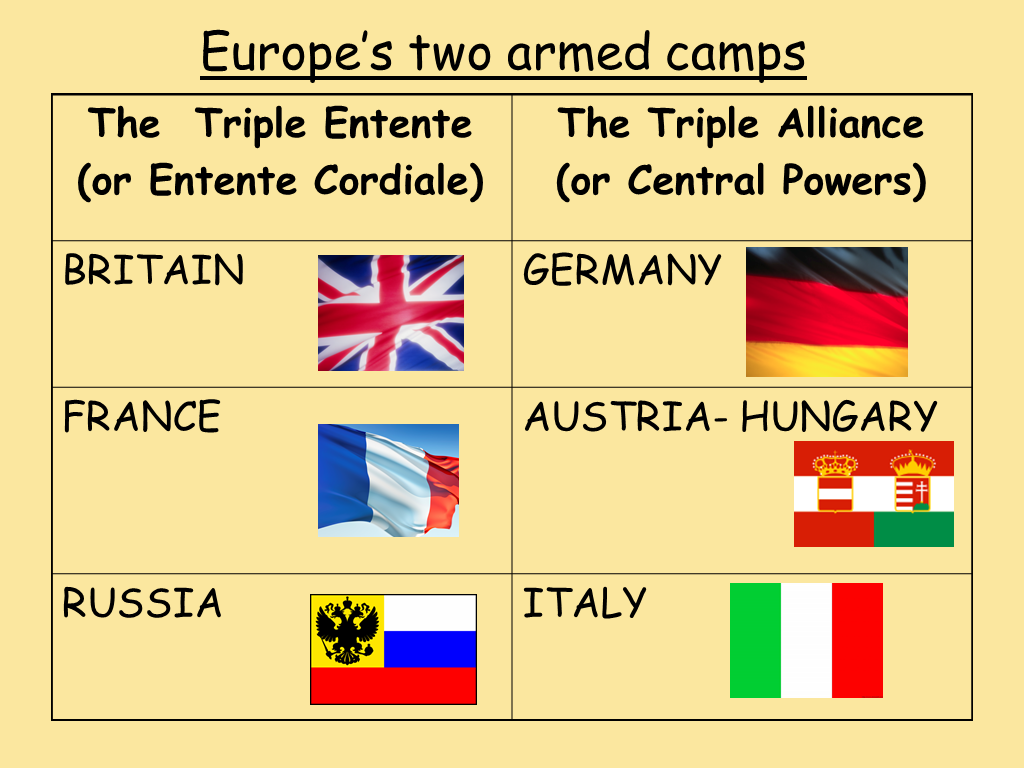 Europe’s two armed camps
The Triple Entente
(or Entente Cordiale)
The Triple Alliance
(or Central Powers)
BRITAIN
GERMANY
FRANCE
AUSTRIA- HUNGARY
RUSSIA
ITALY